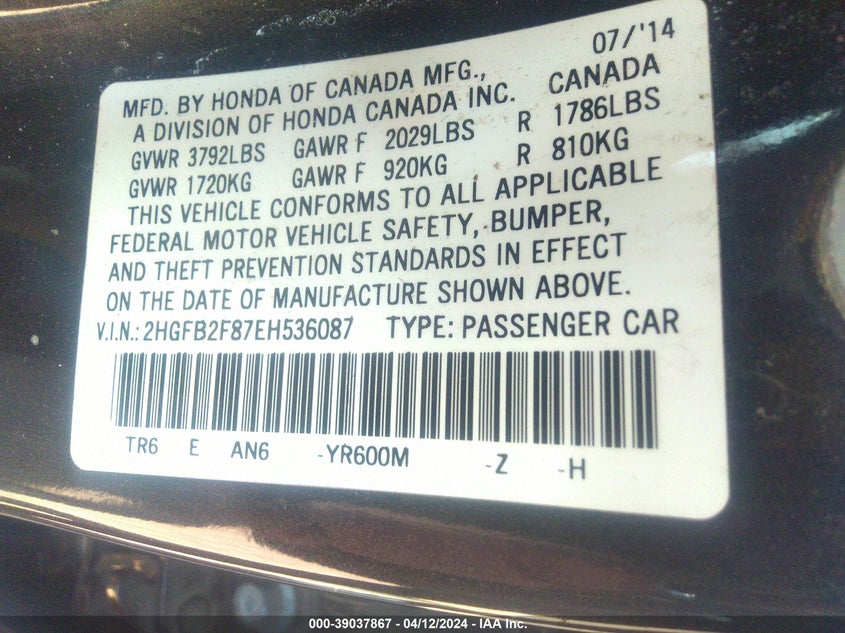 07/'14
MFD. BY HONDA OF CANADA MFG.,
A DIVISION OF HONDA CANADA INC. CANADA
GVWR 3792LBS GAWR F 2029LBS R 1786LBS
GVWR 1720KG GAWR F 920KG R 810KG
THIS VEHICLE CONFORMS TO ALL APPLICABLE
FEDERAL MOTOR VEHICLE SAFETY, BUMPER,
AND THEFT PREVENTION STANDARDS IN EFFECT
ON THE DATE OF MANUFACTURE SHOWN ABOVE.
V.I.N.: 2HGFB2F87EH536087 TYPE: PASSENGER CAR
TR6 E AN6 -YR600M -Z -H
000-39037867 - 04/12/2024 - IAA Inc.